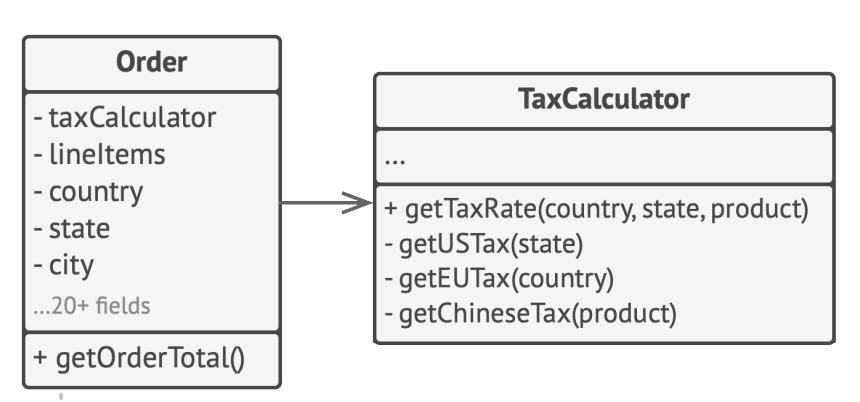 Order
- taxCalculator
- lineItems
- country
- state
- city
...20+ fields
+ getOrderTotal()
TaxCalculator
...
+ getTaxRate(country, state, product)
- getUSTax(state)
- getEUTax(country)
- getChineseTax(product)